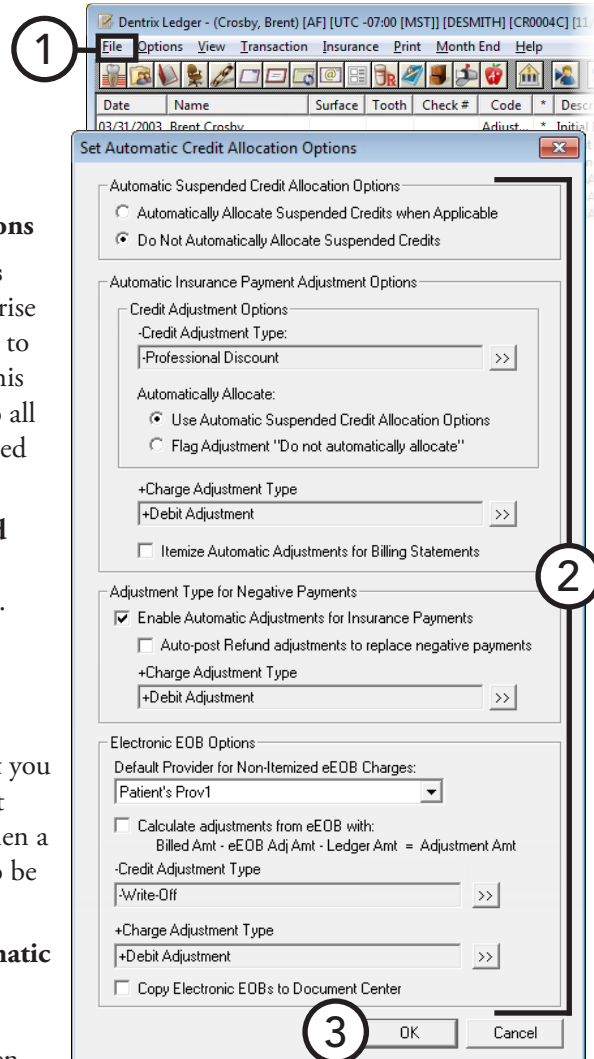 Dentrix Ledger - (Crosby, Brent) [AF] [UTC -07:00 [MST]] [DESMITH] [CR0004C] [11/
1
File Options View Transaction Insurance Print Month End Help
Date Name Surface Tooth Check # Code * Descr
03/31/2003 Brent Crosby Adjust... * Initial
Set Automatic Credit Allocation Options
Automatic Suspended Credit Allocation Options
Automatically Allocate Suspended Credits when Applicable
Do Not Automatically Allocate Suspended Credits
Automatic Insurance Payment Adjustment Options
Credit Adjustment Options
-Credit Adjustment Type:
-Professional Discount >>
Automatically Allocate:
Use Automatic Suspended Credit Allocation Options
Flag Adjustment "Do not automatically allocate"
+Charge Adjustment Type
+Debit Adjustment >>
Itemize Automatic Adjustments for Billing Statements
2
Adjustment Type for Negative Payments
Enable Automatic Adjustments for Insurance Payments
Auto-post Refund adjustments to replace negative payments
+Charge Adjustment Type
+Debit Adjustment >>
Electronic EOB Options
Default Provider for Non-Itemized eEOB Charges:
Patient's Prov1
Calculate adjustments from eEOB with:
Billed Amt - eEOB Adj Amt - Ledger Amt = Adjustment Amt
-Credit Adjustment Type
-Write-Off >>
+Charge Adjustment Type
+Debit Adjustment >>
Copy Electronic EOBs to Document Center
3
OK Cancel
ons
s
rise
to
his
all
ed
d
.
t you
t
en a
o be
natic
en